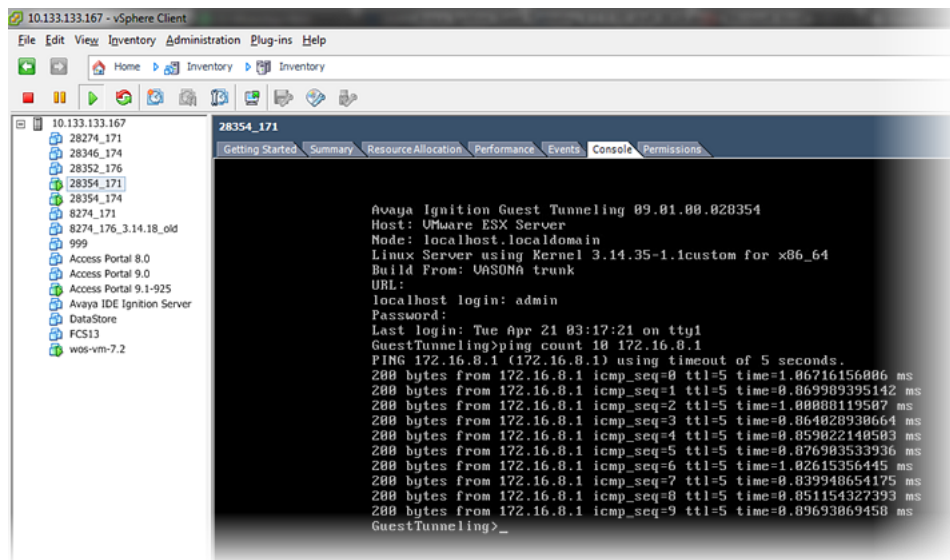 10.133.133.167 - vSphere Client
File Edit View Inventory Administration Plug-ins Help
Home Inventory Inventory
10.133.133.167
28274_171
28346_174
28352_176
28354_171
28354_174
8274_171
8274_176_3.14.18_old
999
Access Portal 8.0
Access Portal 9.0
Access Portal 9.1-925
Avaya IDE Ignition Server
DataStore
FCS13
wos-vm-7.2
28354_171
Getting Started Summary Resource Allocation Performance Events Console Permissions
Avaya Ignition Guest Tunneling 09.01.00.028354
Host: VMware ESX Server
Node: localhost.localdomain
Linux Server using Kernel 3.14.35-1.1custom for x86_64
Build From: VASONA trunk
URL:
localhost login: admin
Password:
Last login: Tue Apr 21 03:17:21 on tty1
GuestTunneling>ping count 10 172.16.8.1
PING 172.16.8.1 (172.16.8.1) using timeout of 5 seconds.
200 bytes from 172.16.8.1 icmp_seq=0 ttl=5 time=1.06716156006 ms
200 bytes from 172.16.8.1 icmp_seq=1 ttl=5 time=0.869989395142 ms
200 bytes from 172.16.8.1 icmp_seq=2 ttl=5 time=1.00088119507 ms
200 bytes from 172.16.8.1 icmp_seq=3 ttl=5 time=0.864028930664 ms
200 bytes from 172.16.8.1 icmp_seq=4 ttl=5 time=0.859022140503 ms
200 bytes from 172.16.8.1 icmp_seq=5 ttl=5 time=0.876903533936 ms
200 bytes from 172.16.8.1 icmp_seq=6 ttl=5 time=1.02615356445 ms
200 bytes from 172.16.8.1 icmp_seq=7 ttl=5 time=0.839948654175 ms
200 bytes from 172.16.8.1 icmp_seq=8 ttl=5 time=0.851154327393 ms
200 bytes from 172.16.8.1 icmp_seq=9 ttl=5 time=0.89693069458 ms
GuestTunneling>_